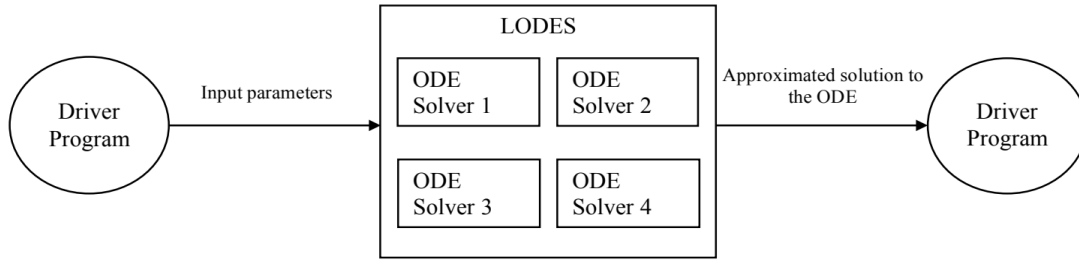 LODES
Driver
Program
Input parameters
ODE
Solver 1
ODE
Solver 2
ODE
Solver 3
ODE
Solver 4
Approximated solution to
the ODE
Driver
Program